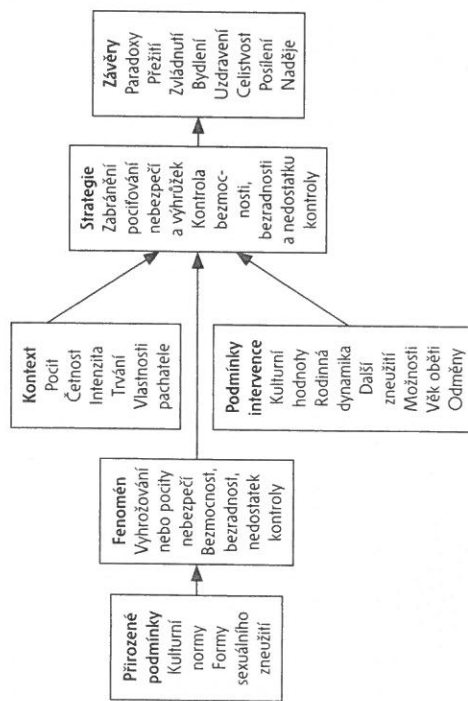 Přirozené
podmínky
Kulturní
normy
Formy
sexuálního
zneužití
Fenomén
Vyhrožování
nebo pocity
nebezpečí
Bezmocnost,
bezradnost,
nedostatek
kontroly
Kontext
Pocit
Četnost
Intenzita
Trvání
Vlastnosti
pachatele
Podmínky
intervence
Kulturní
hodnoty
Rodinná
dynamika
Další
zneužití
Možnosti
Věk oběti
Odměny
Strategie
Zabránění
pociťování
nebezpečí
a výhrůžek
Kontrola
bezmoc-
nosti,
bezradnosti
a nedostatku
kontroly
Závěry
Paradoxy
Přežití
Zvládnutí
Bydlení
Uzdravení
Celistvost
Posílení
Naděje